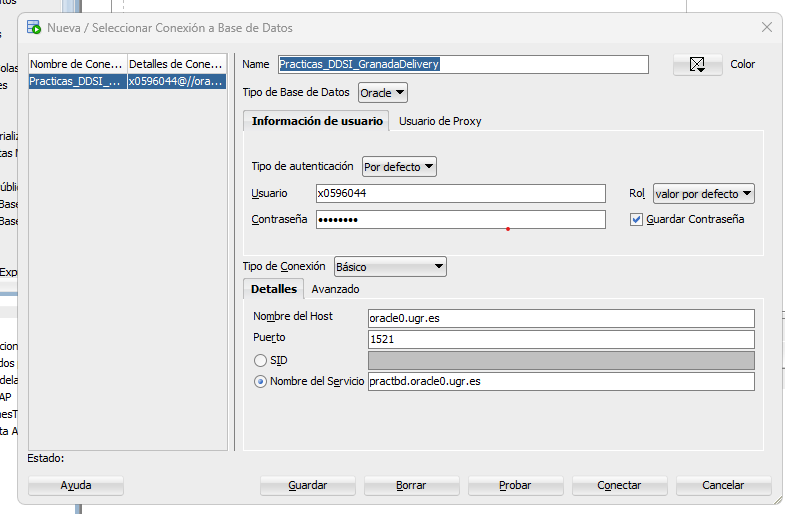 Nueva / Seleccionar Conexión a Base de Datos
Nombre de Cone... Detalles de Cone...
Practicas_DDSI_... x0596044@//ora...
Name Practicas_DDSI_GranadaDelivery Color
Tipo de Base de Datos Oracle
Información de usuario Usuario de Proxy
Tipo de autenticación Por defecto
Usuario x0596044 Rol valor por defecto
Contraseña •••••••• Guardar Contraseña
Tipo de Conexión Básico
Detalles Avanzado
Nombre del Host oracle0.ugr.es
Puerto 1521
SID
Nombre del Servicio practbd.oracle0.ugr.es
Estado:
Ayuda Guardar Borrar Probar Conectar Cancelar